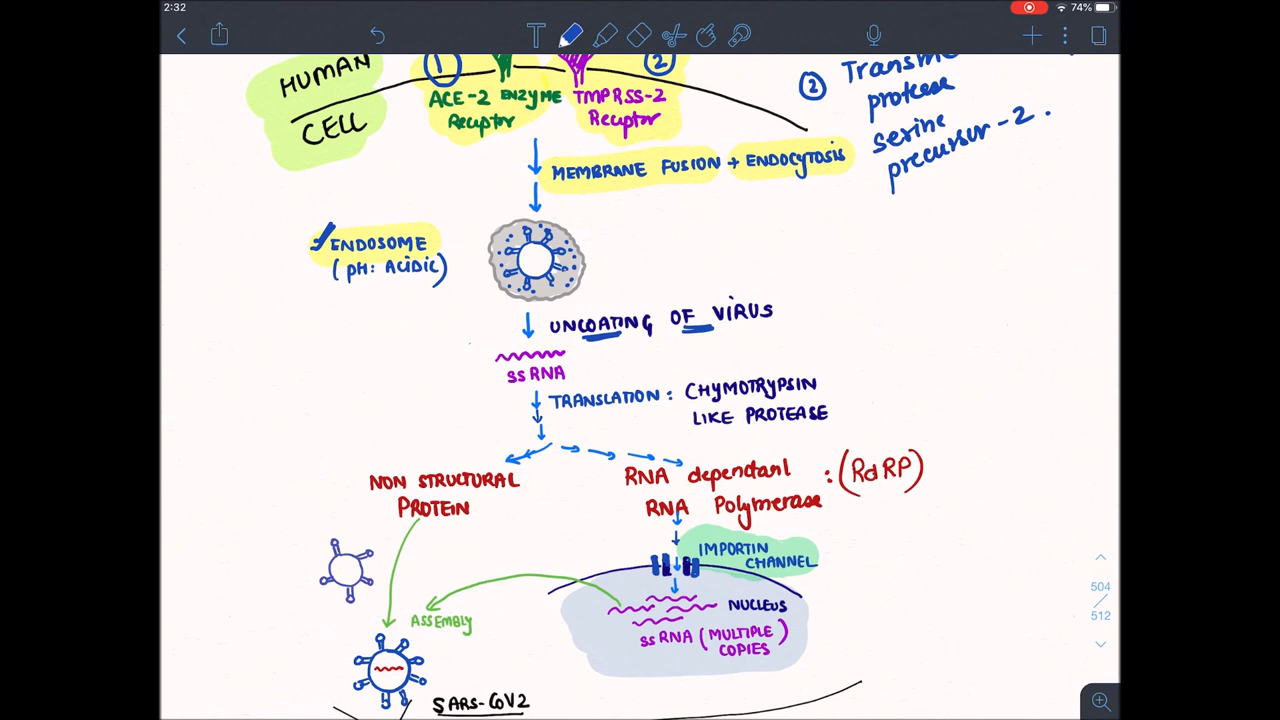 2:32
74%
HUMAN
CELL
1
2
ACE-2 ENZYME
Receptor
TMPRSS-2
Receptor
2
protease
serine
precursor-2.
MEMBRANE FUSION + ENDOCYTOSIS
ENDOSOME
(pH: ACIDIC)
UNCOATING OF VIRUS
ssRNA
TRANSLATION: CHYMOTRYPSIN
LIKE PROTEASE
NON STRUCTURAL
PROTEIN
RNA dependant
RNA Polymerase : (RdRP)
IMPORTIN
CHANNEL
NUCLEUS
ssRNA (MULTIPLE
COPIES)
ASSEMBLY
SARS-CoV2
504
512